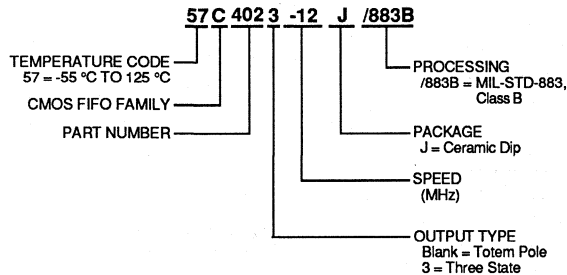 57 C 402 3 -12 J /883B
TEMPERATURE CODE
57 = -55 °C TO 125 °C
CMOS FIFO FAMILY
PART NUMBER
PROCESSING
/883B = MIL-STD-883,
Class B
PACKAGE
J = Ceramic Dip
SPEED
(MHz)
OUTPUT TYPE
Blank = Totem Pole
3 = Three State